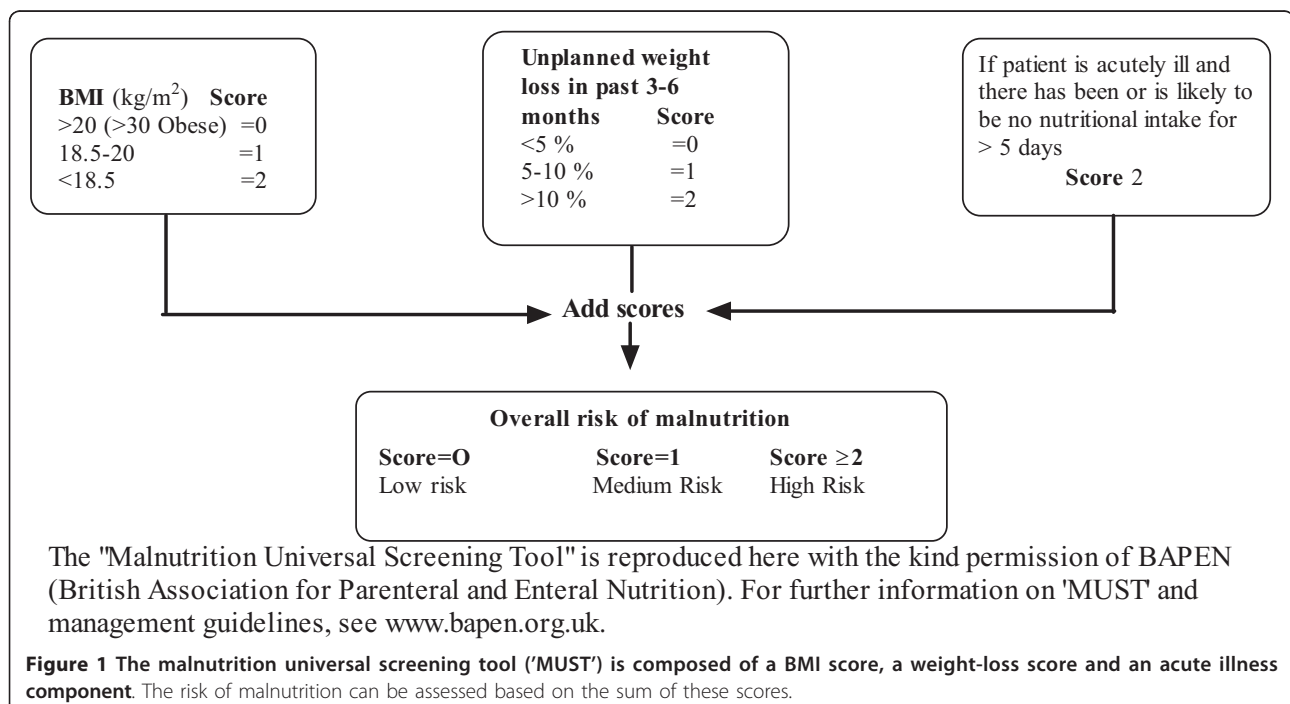 BMI (kg/m²) Score
>20 (>30 Obese) =0
18.5-20 =1
<18.5 =2
Unplanned weight
loss in past 3-6
months Score
<5 % =0
5-10 % =1
>10 % =2
If patient is acutely ill and
there has been or is likely to
be no nutritional intake for
> 5 days
Score 2
Add scores
Overall risk of malnutrition
Score=O Score=1 Score ≥2
Low risk Medium Risk High Risk
The "Malnutrition Universal Screening Tool" is reproduced here with the kind permission of BAPEN
(British Association for Parenteral and Enteral Nutrition). For further information on 'MUST' and
management guidelines, see www.bapen.org.uk.
Figure 1 The malnutrition universal screening tool ('MUST') is composed of a BMI score, a weight-loss score and an acute illness
component. The risk of malnutrition can be assessed based on the sum of these scores.